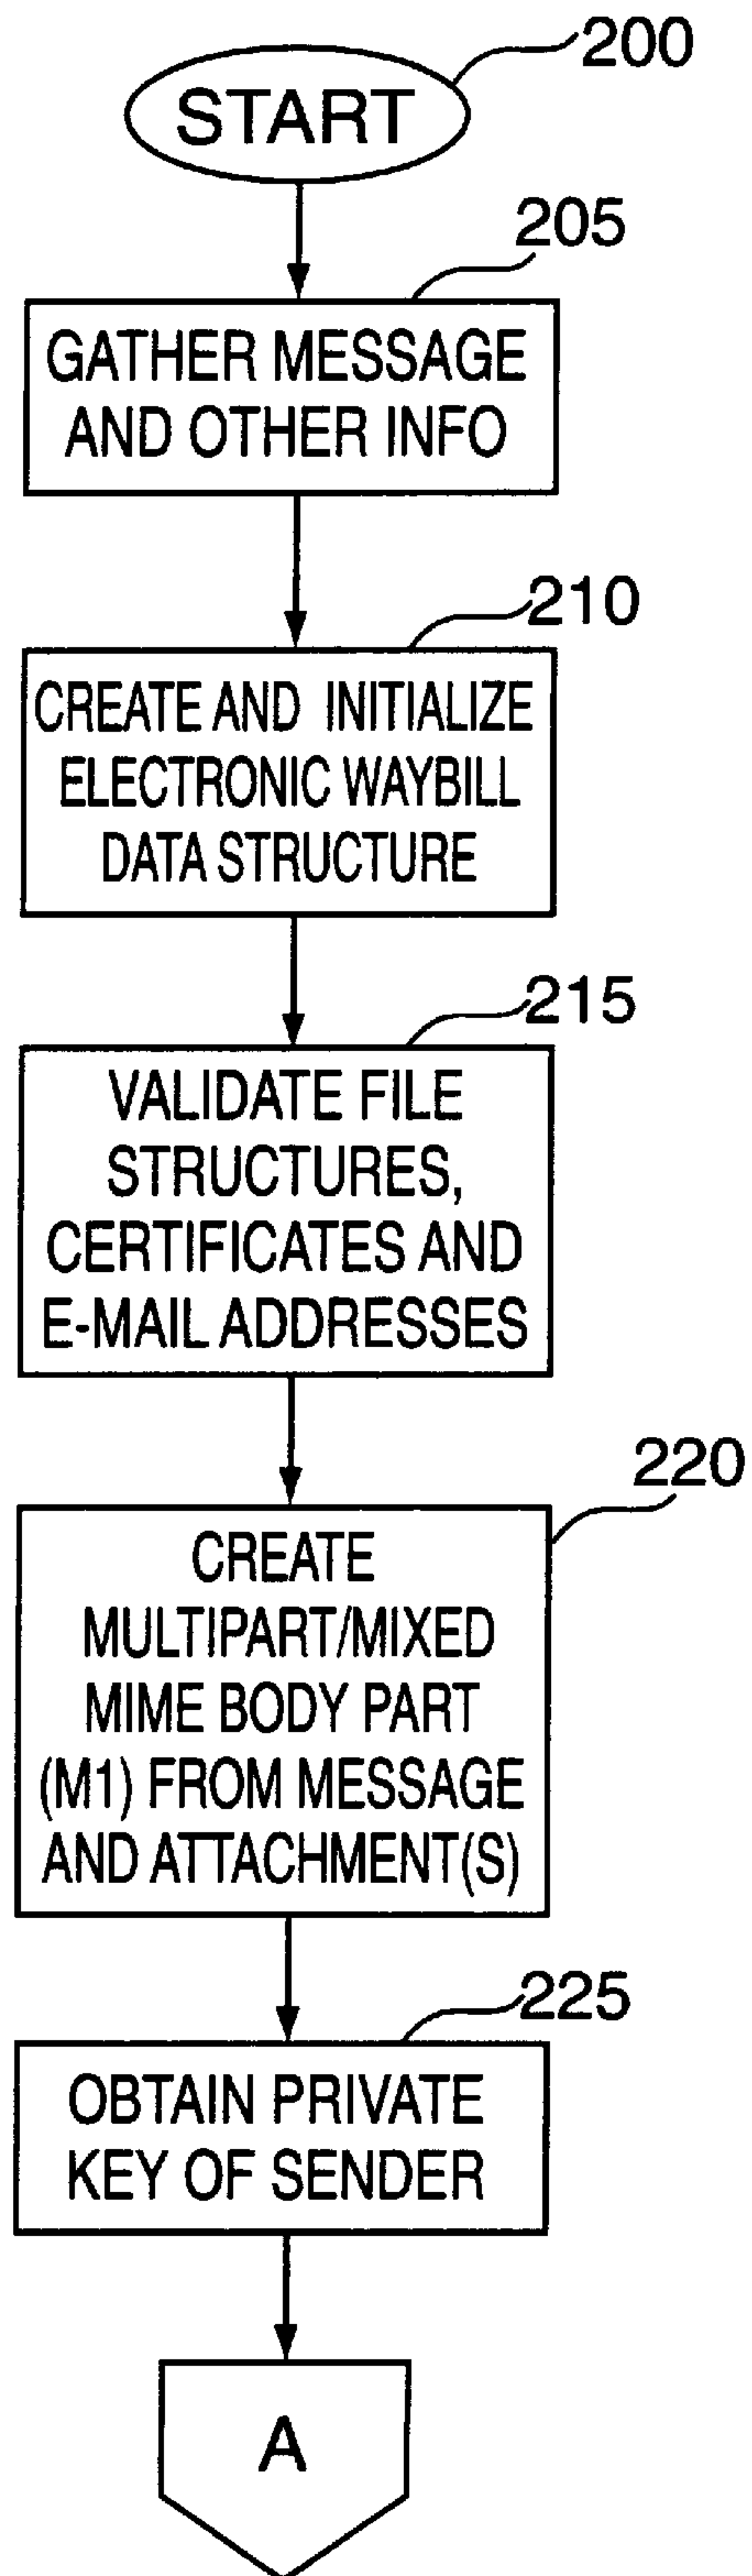 200
START
205
GATHER MESSAGE
AND OTHER INFO
210
CREATE AND INITIALIZE
ELECTRONIC WAYBILL
DATA STRUCTURE
215
VALIDATE FILE
STRUCTURES,
CERTIFICATES AND
E-MAIL ADDRESSES
220
CREATE
MULTIPART/MIXED
MIME BODY PART
(M1) FROM MESSAGE
AND ATTACHMENT(S)
225
OBTAIN PRIVATE
KEY OF SENDER
A